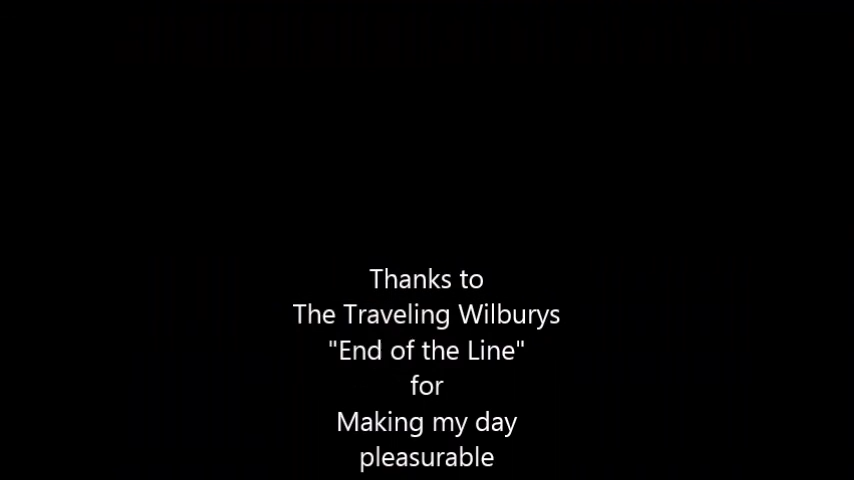 Thanks to
The Traveling Wilburys
"End of the Line"
for
Making my day
pleasurable